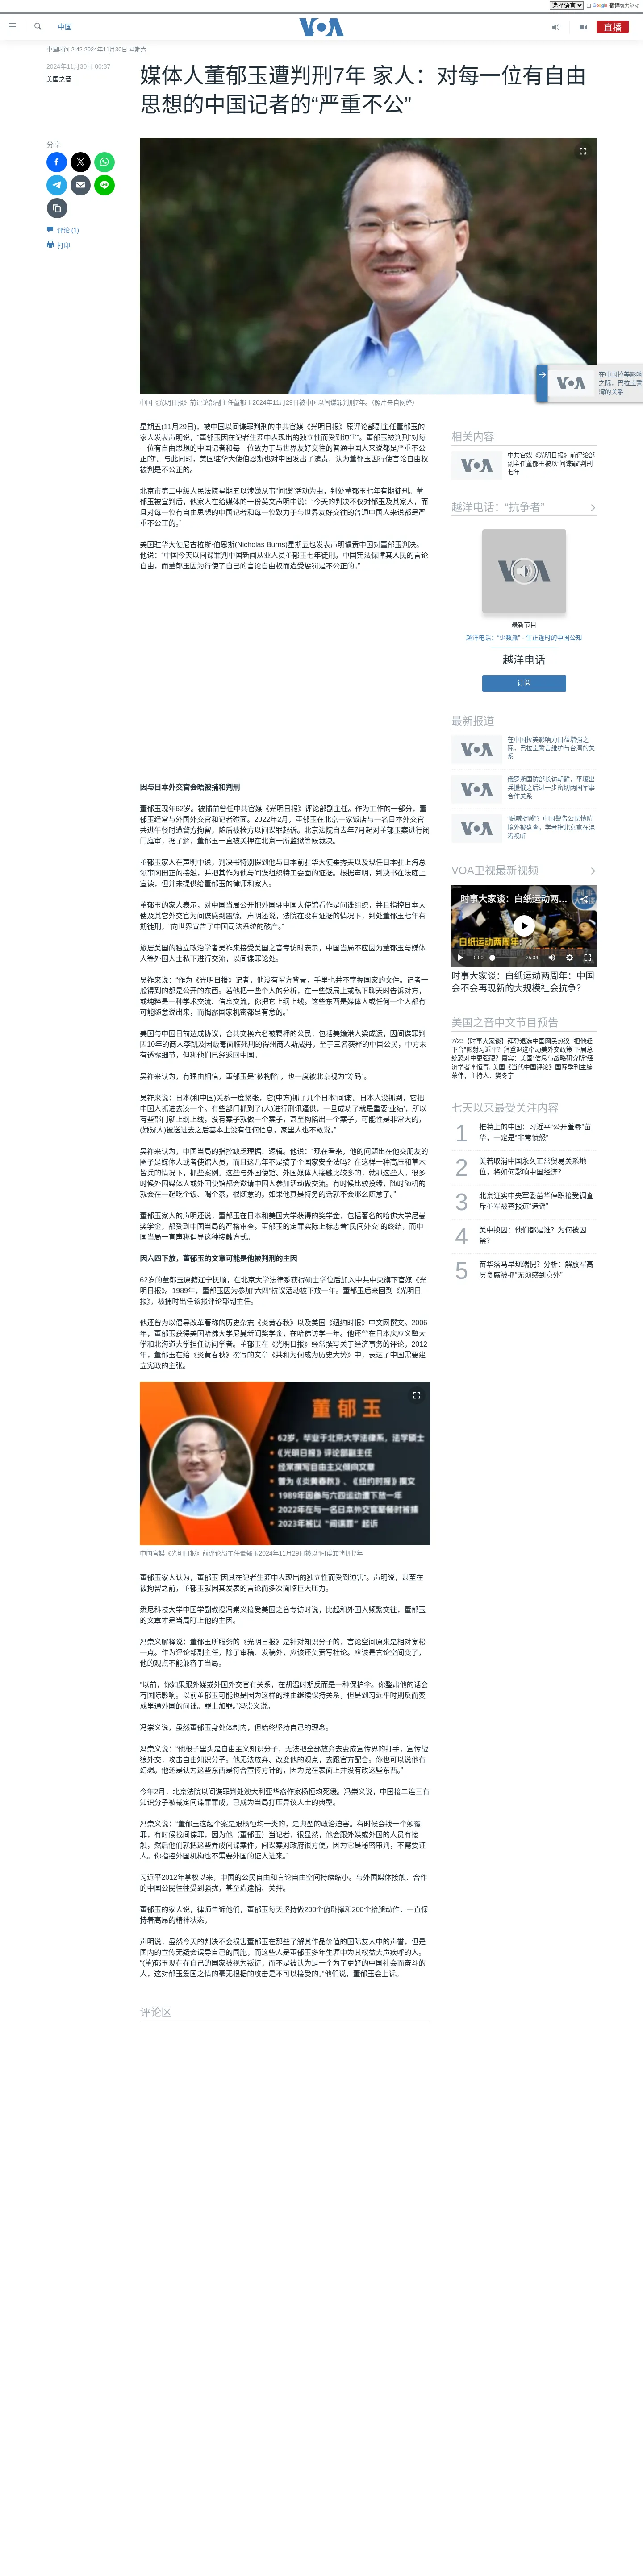 选择语言
由 Google 翻译强力驱动
中国
VOA
直播
中国时间 2:42 2024年11月30日 星期六
2024年11月30日 00:37
美国之音
媒体人董郁玉遭判刑7年 家人：对每一位有自由
思想的中国记者的“严重不公”
分享
评论 (1)
打印
中国《光明日报》前评论部副主任董郁玉2024年11月29日被中国以间谍罪判刑7年。（照片来自网络）
星期五(11月29日)，被中国以间谍罪判刑的中共官媒《光明日报》原评论部副主任董郁玉的
家人发表声明说，“董郁玉因在记者生涯中表现出的独立性而受到迫害”。董郁玉被判刑“对每
一位有自由思想的中国记者和每一位致力于与世界友好交往的普通中国人来说都是严重不公
正的”。与此同时，美国驻华大使伯恩斯也对中国发出了谴责，认为董郁玉因行使言论自由权
被判是不公正的。
北京市第二中级人民法院星期五以涉嫌从事“间谍”活动为由，判处董郁玉七年有期徒刑。董
郁玉被宣判后，他家人在给媒体的一份英文声明中说：“今天的判决不仅对郁玉及其家人，而
且对每一位有自由思想的中国记者和每一位致力于与世界友好交往的普通中国人来说都是严
重不公正的。”
美国驻华大使尼古拉斯·伯恩斯(Nicholas Burns)星期五也发表声明谴责中国对董郁玉判决。
他说：“中国今天以间谍罪判中国新闻从业人员董郁玉七年徒刑。中国宪法保障其人民的言论
自由，而董郁玉因为行使了自己的言论自由权而遭受惩罚是不公正的。”
因与日本外交官会晤被捕和判刑
董郁玉现年62岁。被捕前曾任中共官媒《光明日报》评论部副主任。作为工作的一部分，董
郁玉经常与外国外交官和记者碰面。2022年2月，董郁玉在北京一家饭店与一名日本外交官
共进午餐时遭警方拘留，随后被检方以间谍罪起诉。北京法院自去年7月起对董郁玉案进行闭
门庭审，据了解，董郁玉一直被关押在北京一所监狱等候裁决。
董郁玉家人在声明中说，判决书特别提到他与日本前驻华大使垂秀夫以及现任日本驻上海总
领事冈田正的接触，并把其作为他与间谍组织特工会面的证据。根据声明，判决书在法庭上
宣读，但并未提供给董郁玉的律师和家人。
董郁玉的家人表示，对中国当局公开把外国驻中国大使馆看作是间谍组织，并且指控日本大
使及其它外交官为间谍感到震惊。声明还说，法院在没有证据的情况下，判处董郁玉七年有
期徒刑，“向世界宣告了中国司法系统的破产。”
旅居美国的独立政治学者吴祚来接受美国之音专访时表示，中国当局不应因为董郁玉与媒体
人等外国人士私下进行交流，以间谍罪论处。
吴祚来说：“作为《光明日报》记者，他没有军方背景，手里也并不掌握国家的文件。记者一
般得到的都是公开的东西。若他把一些个人的分析，在一些饭局上或私下聊天时告诉对方，
或纯粹是一种学术交流、信息交流，你把它上纲上线。这些东西是媒体人或任何一个人都有
可能随意说出来，而揭露国家机密都是有意的。”
美国与中国日前达成协议，合共交换六名被羁押的公民，包括美籍港人梁成运，因间谍罪判
囚10年的商人李凯及因贩毒面临死刑的得州商人斯威丹。至于三名获释的中国公民，中方未
有透露细节，但称他们已经返回中国。
吴祚来认为，有理由相信，董郁玉是“被构陷”，也一度被北京视为“筹码”。
吴祚来说：日本(和中国)关系一度紧张，它(中方)抓了几个日本‘间谍’。日本人没抓到，它把
中国人抓进去凑一个。有些部门抓到了(人)进行刑讯逼供，一旦成功了就是重要‘业绩’，所以
有些部门就上纲上线，没有案子就做一个案子，甚至构陷出一个案子。可能性是非常大的，
(嫌疑人)被送进去之后基本上没有任何信息，家里人也不敢说。”
吴祚来认为，中国当局的指控缺乏理据、逻辑。他说：“现在看来，他的问题出在他交朋友的
圈子是媒体人或者使馆人员，而且这几年不是搞了个国家安全法吗？在这样一种高压和草木
皆兵的情况下，抓些案例。这些与外国使馆、外国媒体人接触比较多的，抓些个案。很多人
时候外国媒体人或外国使馆都会邀请中国人参加活动做交流。有时候比较投缘，随时随机的
就会在一起吃个饭、喝个茶，很随意的。如果他真是特务的话就不会那么随意了。”
董郁玉家人的声明还说，董郁玉在日本和美国大学获得的奖学金，包括著名的哈佛大学尼曼
奖学金，都受到中国当局的严格审查。董郁玉的定罪实际上标志着“民间外交”的终结，而中
国当局一直声称倡导这种接触方式。
因六四下放，董郁玉的文章可能是他被判刑的主因
62岁的董郁玉原籍辽宁抚顺，在北京大学法律系获得硕士学位后加入中共中央旗下官媒《光
明日报》。1989年，董郁玉因为参加“六四”抗议活动被下放一年。董郁玉后来回到《光明日
报》，被捕时出任该报评论部副主任。
他还曾为以倡导改革著称的历史杂志《炎黄春秋》以及美国《纽约时报》中文网撰文。2006
年，董郁玉获得美国哈佛大学尼曼新闻奖学金，在哈佛访学一年。他还曾在日本庆应义塾大
学和北海道大学担任访问学者。董郁玉在《光明日报》经常撰写关于经济事务的评论。2012
年，董郁玉在给《炎黄春秋》撰写的文章《共和为何成为历史大势》中，表达了中国需要建
立宪政的主张。
董郁玉
62岁，毕业于北京大学法律系，法学硕士
《光明日报》评论部副主任
经常撰写自由主义倾向文章
曾为《炎黄春秋》、《纽约时报》撰文
1989年因参与六四运动遭下放一年
2022年在与一名日本外交官聚餐时被捕
2023年被以“间谍罪”起诉
中国官媒《光明日报》前评论部主任董郁玉2024年11月29日被以“间谍罪”判刑7年
董郁玉家人认为，董郁玉“因其在记者生涯中表现出的独立性而受到迫害”。声明说，甚至在
被拘留之前，董郁玉就因其发表的言论而多次面临巨大压力。
悉尼科技大学中国学副教授冯崇义接受美国之音专访时说，比起和外国人频繁交往，董郁玉
的文章才是当局盯上他的主因。
冯崇义解释说：董郁玉所服务的《光明日报》是针对知识分子的，言论空间原来是相对宽松
一点。作为评论部副主任，除了审稿、发稿外，应该还负责写社论。应该是言论空间变了，
他的观点不能兼容于当局。
“以前，你如果跟外媒或外国外交官有关系，在胡温时期反而是一种保护伞。你整肃他的话会
有国际影响。以前董郁玉可能也是因为这样的理由继续保持关系，但是到习近平时期反而变
成里通外国的间谍。罪上加罪。”冯崇义说。
冯崇义说，虽然董郁玉身处体制内，但始终坚持自己的理念。
冯崇义说：“他根子里头是自由主义知识分子，无法把全部放弃去变成宣传界的打手，宣传战
狼外交，攻击自由知识分子。他无法放弃、改变他的观点，去跟官方配合。你也可以说他有
幻想。他还是认为这些东西是符合宣传方针的，因为党在表面上并没有改这些东西。”
今年2月，北京法院以间谍罪判处澳大利亚华裔作家杨恒均死缓。冯崇义说，中国接二连三有
知识分子被裁定间谍罪罪成，已成为当局打压异议人士的典型。
冯崇义说：“董郁玉这起个案是跟杨恒均一类的，是典型的政治迫害。有时候会找一个颠覆
罪，有时候找间谍罪，因为他（董郁玉）当记者，很显然，他会跟外媒或外国的人员有接
触，然后他们就把这些弄成间谍案件。间谍案对政府很方便，因为它是秘密审判，不需要证
人。你指控外国机构也不需要外国的证人进来。”
习近平2012年掌权以来，中国的公民自由和言论自由空间持续缩小。与外国媒体接触、合作
的中国公民往往受到骚扰，甚至遭逮捕、关押。
董郁玉的家人说，律师告诉他们，董郁玉每天坚持做200个俯卧撑和200个抬腿动作，一直保
持着高昂的精神状态。
声明说，虽然今天的判决不会损害董郁玉在那些了解其作品价值的国际友人中的声誉，但是
国内的宣传无疑会误导自己的同胞，而这些人是董郁玉多年生涯中为其权益大声疾呼的人。
“(董)郁玉现在在自己的国家被视为叛徒，而不是被认为是一个为了更好的中国社会而奋斗的
人，这对郁玉爱国之情的毫无根据的攻击是不可以接受的。”他们说，董郁玉会上诉。
评论区
在中国拉美影响
之际，巴拉圭誓
湾的关系
相关内容
中共官媒《光明日报》前评论部
副主任董郁玉被以“间谍罪”判刑
七年
越洋电话：“抗争者”
最新节目
越洋电话：“少数派” - 生正逢时的中国公知
越洋电话
订阅
最新报道
在中国拉美影响力日益增强之
际，巴拉圭誓言维护与台湾的关
系
俄罗斯国防部长访朝鲜，平壤出
兵援俄之后进一步密切两国军事
合作关系
“贼喊捉贼”？中国警告公民慎防
境外被盘查，学者指北京意在混
淆视听
VOA卫视最新视频
时事大家谈：白纸运动两…
白纸运动两周年：
0:00
25:34
时事大家谈：白纸运动两周年：中国
会不会再现新的大规模社会抗争？
美国之音中文节目预告
7/23【时事大家谈】拜登退选中国网民热议 “把他赶
下台”影射习近平？ 拜登退选牵动美外交政策 下届总
统恐对中更强硬？嘉宾：美国“信息与战略研究所”经
济学者李恒青; 美国《当代中国评论》国际季刊主编
荣伟；主持人：樊冬宁
七天以来最受关注内容
1
推特上的中国：习近平“公开羞辱”苗
华，一定是“非常愤怒”
2
美若取消中国永久正常贸易关系地
位，将如何影响中国经济？
3
北京证实中央军委苗华停职接受调查
斥董军被查报道“造谣”
4
美中换囚：他们都是谁？为何被囚
禁？
5
苗华落马早现端倪？分析：解放军高
层贪腐被抓“无须感到意外”